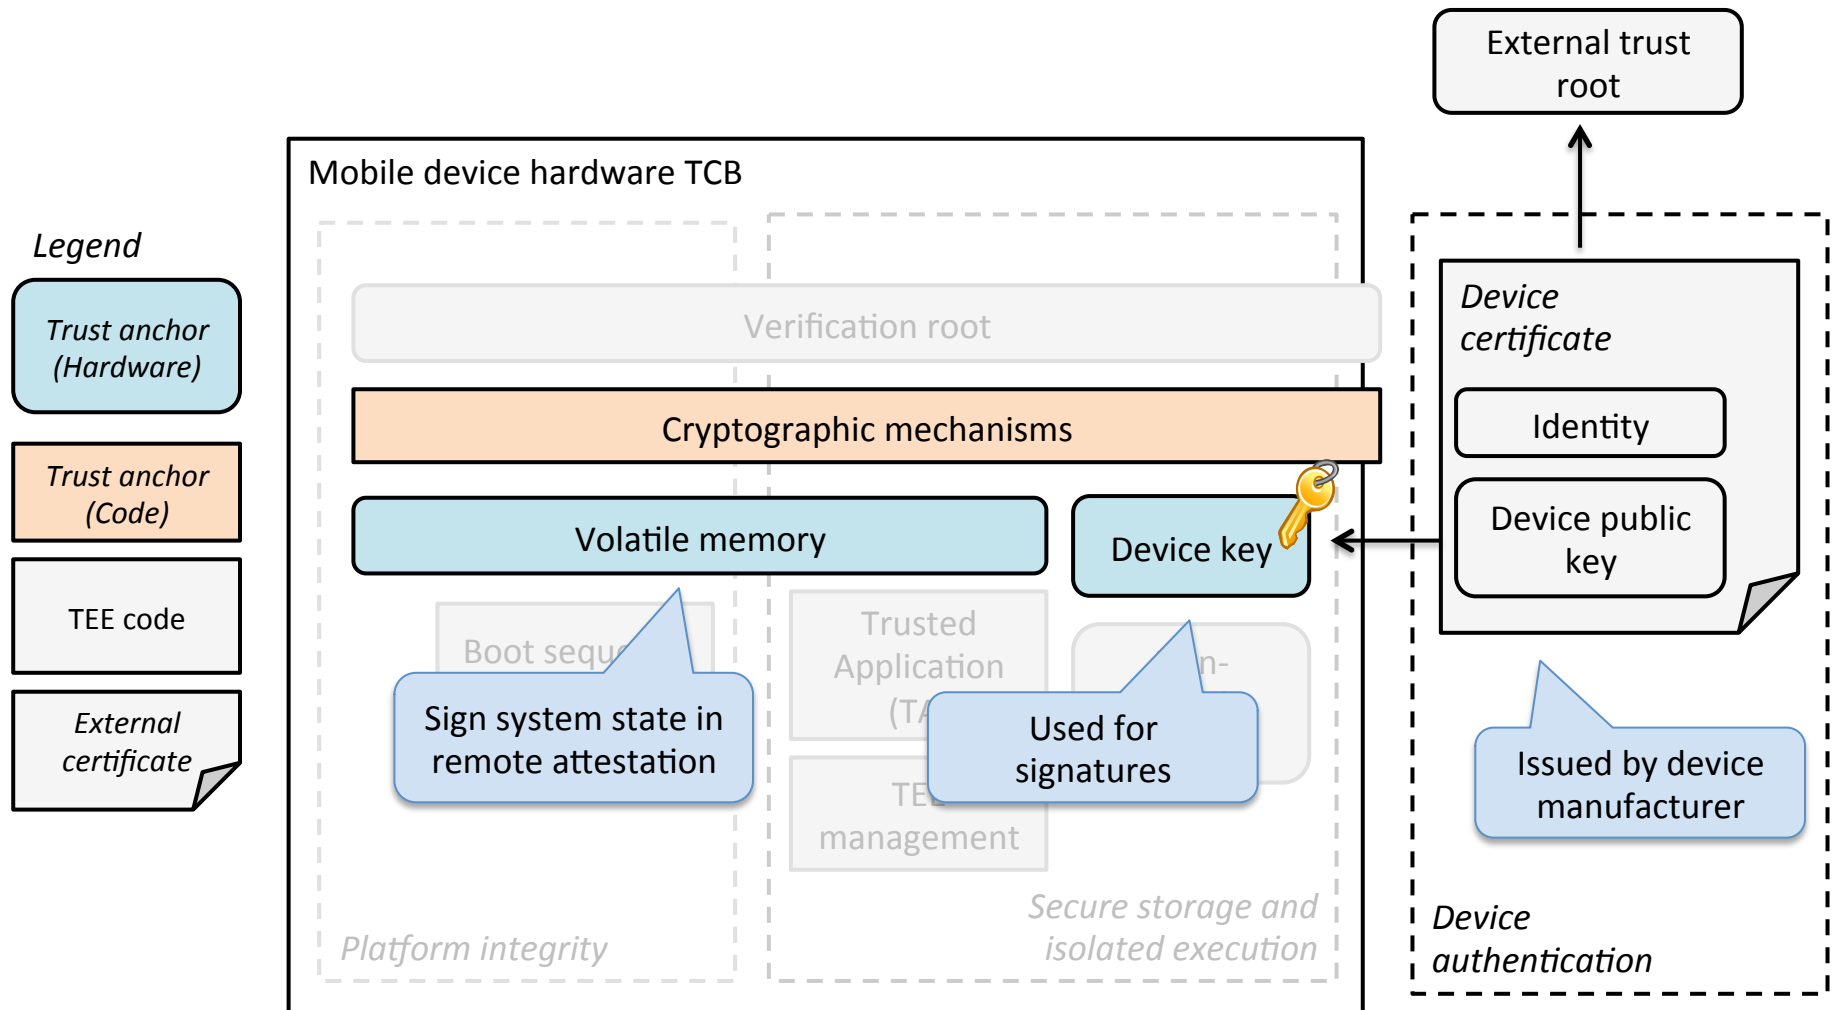 External trust
root
Mobile device hardware TCB
Legend
Trust anchor
(Hardware)
Trust anchor
(Code)
TEE code
External
certificate
Verification root
Cryptographic mechanisms
Volatile memory
Device key
Boot
Sign system state in
remote attestation
Trusted
Application
Used for
signatures
TEE
management
Platform integrity
Secure storage and
isolated execution
Device
certificate
Identity
Device public
key
Issued by device
manufacturer
Device
authentication